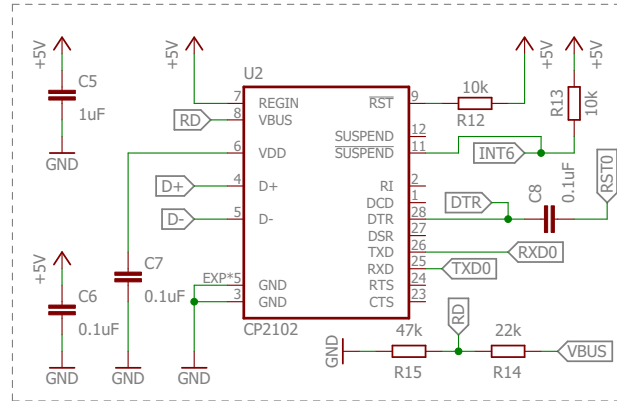 +5V
C5
1uF
GND
+5V
C6
0.1uF
GND
C7
0.1uF
GND
+5V
RD
D+
D-
GND
U2
7 REGIN
8 VBUS
6 VDD
4 D+
5 D-
EXP*5 GND
3 GND
CP2102
RST 9
SUSPEND 12
SUSPEND 11
RI 2
DCD 1
DTR 28
DSR 27
TXD 26
RXD 25
RTS 24
CTS 23
10k
R12
+5V
+5V
R13
10k
INT6
DTR
C8
0.1uF
RST0
RXD0
TXD0
GND
47k
R15
RD
22k
R14
VBUS